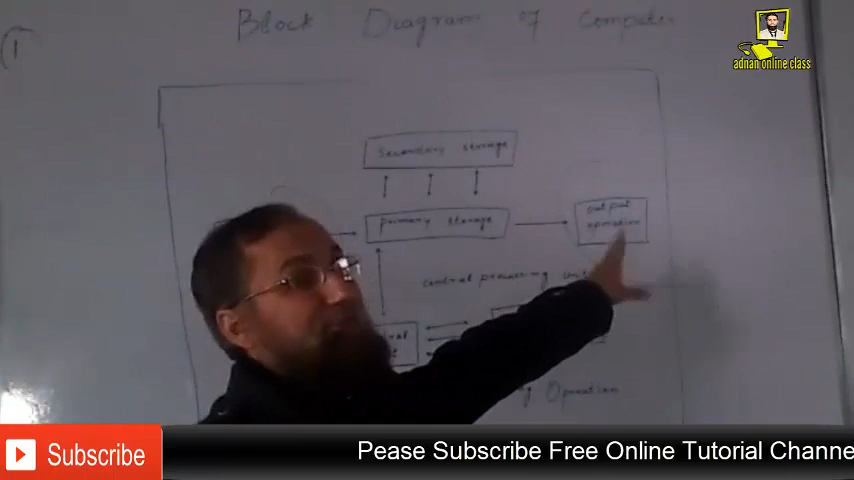 Block Diagram of Computer
adnan online class
Secondary storage
primary storage
output
operation
central processing unit
Operation
Subscribe
Pease Subscribe Free Online Tutorial Channe